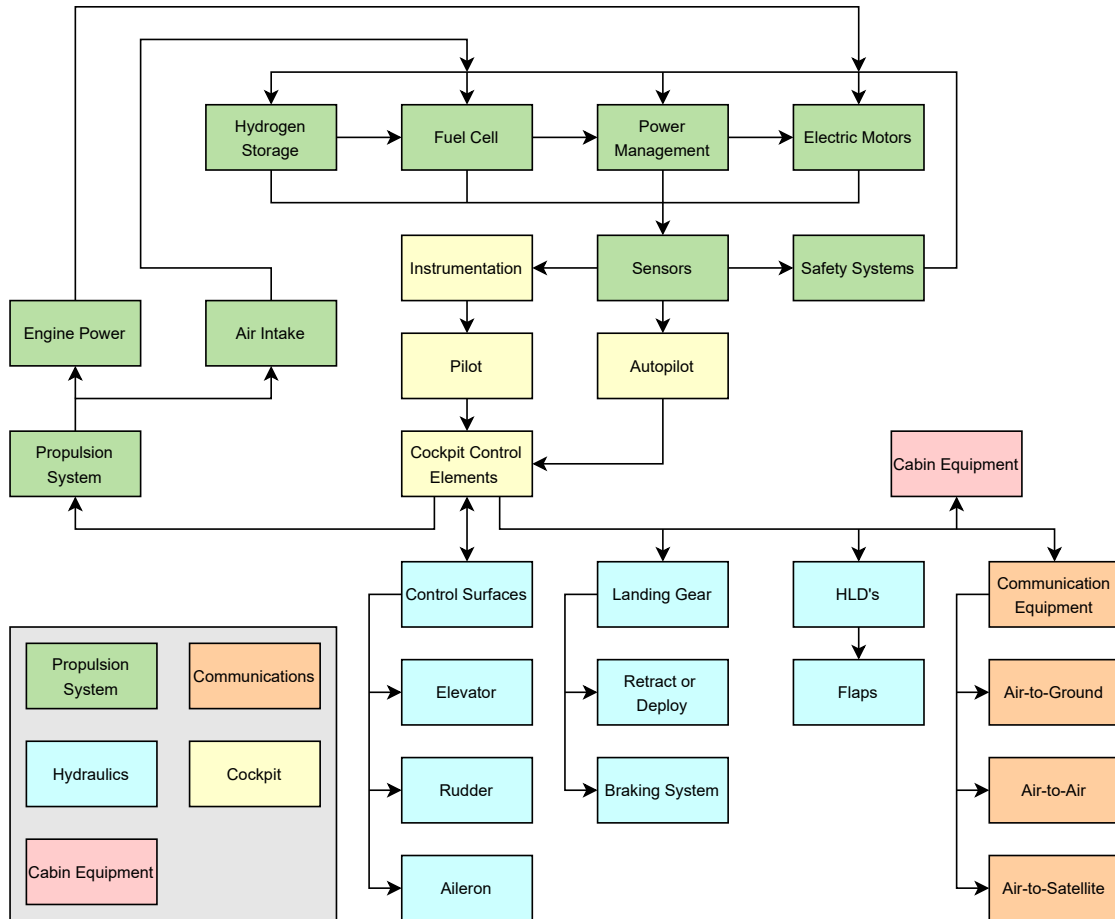 Hydrogen
Storage
Fuel Cell
Power
Management
Electric Motors
Instrumentation
Sensors
Safety Systems
Engine Power
Air Intake
Pilot
Autopilot
Propulsion
System
Cockpit Control
Elements
Cabin Equipment
Control Surfaces
Landing Gear
HLD's
Communication
Equipment
Elevator
Retract or
Deploy
Flaps
Air-to-Ground
Rudder
Braking System
Air-to-Air
Aileron
Air-to-Satellite
Propulsion
System
Communications
Hydraulics
Cockpit
Cabin Equipment